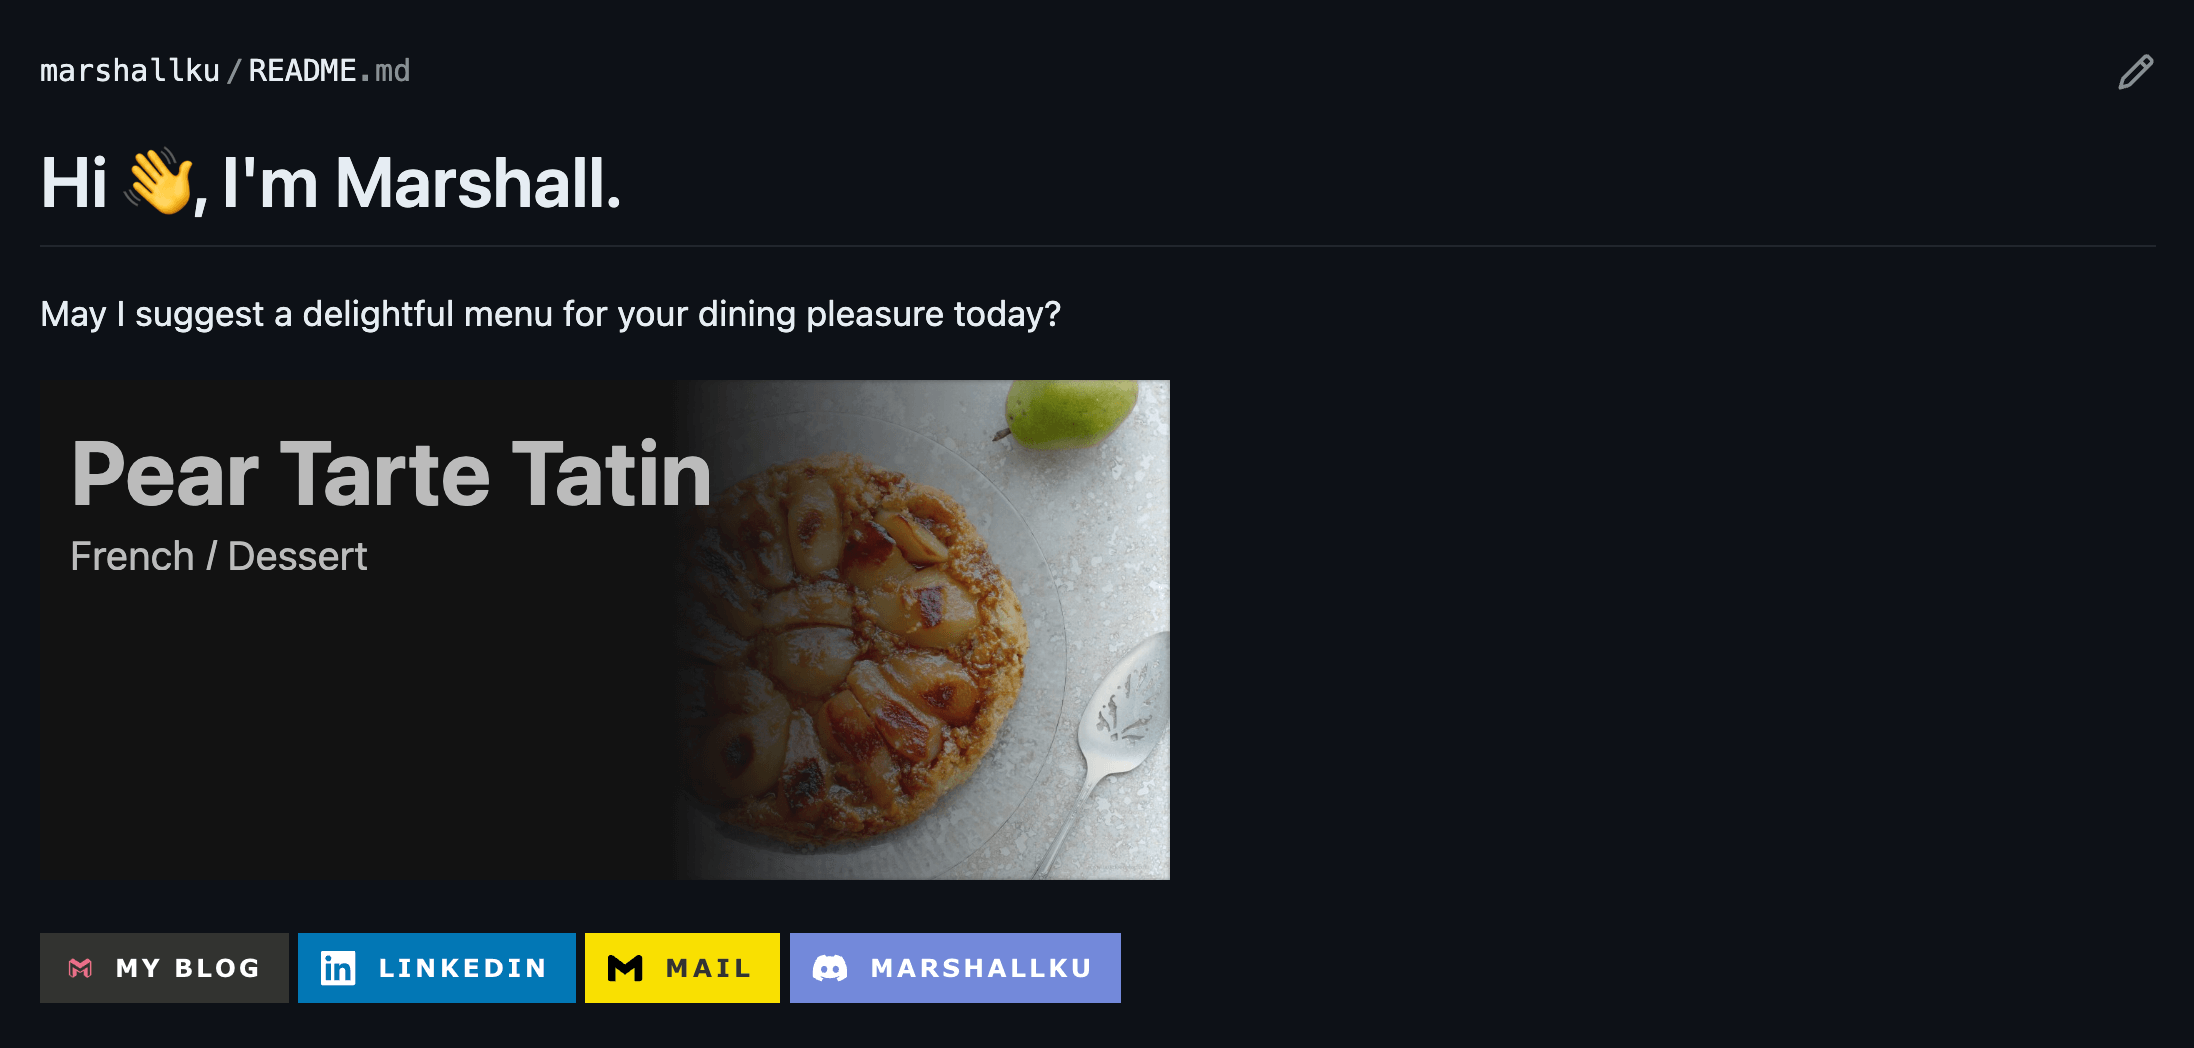 marshallku/README.md
Hi 👋, I'm Marshall.
May I suggest a delightful menu for your dining pleasure today?
Pear Tarte Tatin
French / Dessert
MY BLOG
LINKEDIN
MAIL
MARSHALLKU